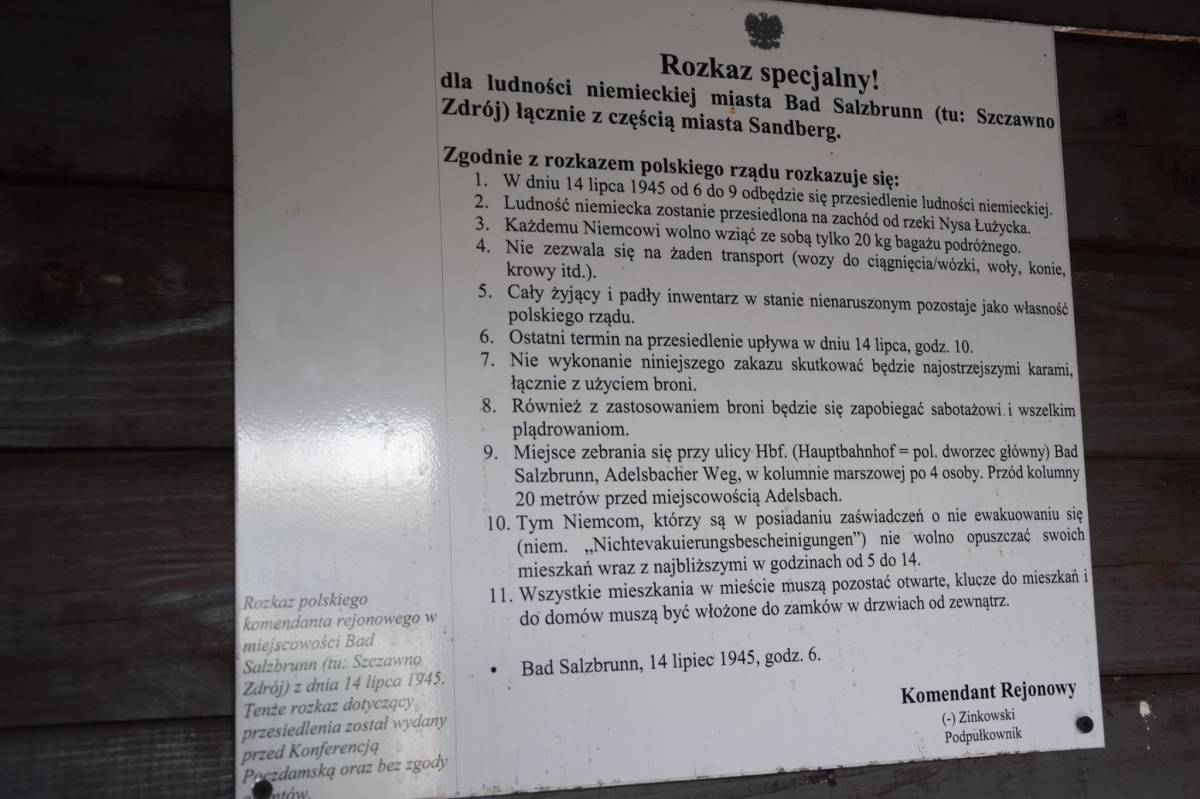 Rozkaz specjalny!
dla ludności niemieckiej miasta Bad Salzbrunn (tu: Szczawno
Zdrój) łącznie z częścią miasta Sandberg.
Zgodnie z rozkazem polskiego rządu rozkazuje się:
1. W dniu 14 lipca 1945 od 6 do 9 odbędzie się przesiedlenie ludności niemieckiej.
2. Ludność niemiecka zostanie przesiedlona na zachód od rzeki Nysa Łużycka.
3. Każdemu Niemcowi wolno wziąć ze sobą tylko 20 kg bagażu podróżnego.
4. Nie zezwala się na żaden transport (wozy do ciągnięcia/wózki, woły, konie,
krowy itd.).
5. Cały żyjący i padły inwentarz w stanie nienaruszonym pozostaje jako własność
polskiego rządu.
6. Ostatni termin na przesiedlenie upływa w dniu 14 lipca, godz. 10.
7. Nie wykonanie niniejszego zakazu skutkować będzie najostrzejszymi karami,
łącznie z użyciem broni.
8. Również z zastosowaniem broni będzie się zapobiegać sabotażowi i wszelkim
plądrowaniom.
9. Miejsce zebrania się przy ulicy Hbf. (Hauptbahnhof = pol. dworzec główny) Bad
Salzbrunn, Adelsbacher Weg, w kolumnie marszowej po 4 osoby. Przód kolumny
20 metrów przed miejscowością Adelsbach.
10. Tym Niemcom, którzy są w posiadaniu zaświadczeń o nie ewakuowaniu się
(niem. „Nichtevakuierungsbescheinigungen”) nie wolno opuszczać swoich
mieszkań wraz z najbliższymi w godzinach od 5 do 14.
11. Wszystkie mieszkania w mieście muszą pozostać otwarte, klucze do mieszkań i
do domów muszą być włożone do zamków w drzwiach od zewnątrz.
• Bad Salzbrunn, 14 lipiec 1945, godz. 6.
Komendant Rejonowy
(-) Zinkowski
Podpułkownik
Rozkaz polskiego
komendanta rejonowego w
miejscowości Bad
Salzbrunn (tu: Szczawno
Zdrój) z dnia 14 lipca 1945.
Tenże rozkaz dotyczący
przesiedlenia został wydany
przed Konferencją
Poczdamską oraz bez zgody